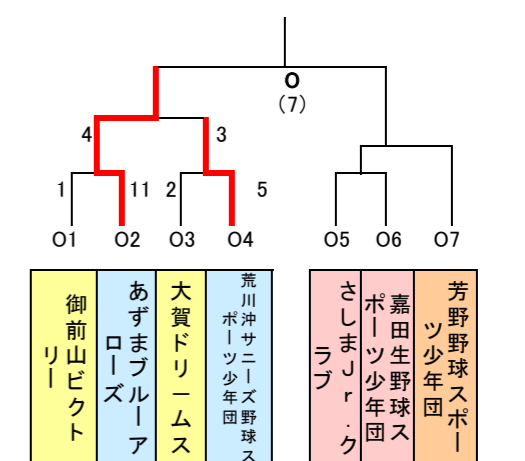 O
(7)
4
3
1
11
2
5
O1
O2
O3
O4
O5
O6
O7
御前山ビクト
リー
あずまブルーア
ローズ
大賀ドリームス
荒川沖サニーズ野球ス
ポーツ少年団
さしまJr.ク
ラブ
嘉田生野球ス
ポーツ少年団
芳野野球スポー
ツ少年団